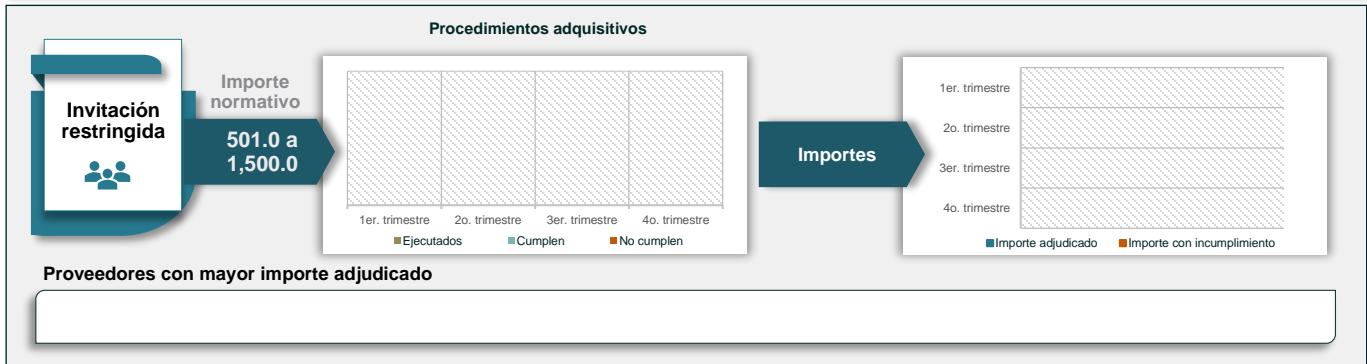 Procedimientos adquisitivos
Invitación
restringida
Importe
normativo
501.0 a
1,500.0
1er. trimestre
2o. trimestre
3er. trimestre
4o. trimestre
Ejecutados
Cumplen
No cumplen
Importes
1er. trimestre
2o. trimestre
3er. trimestre
4o. trimestre
Importe adjudicado
Importe con incumplimiento
Proveedores con mayor importe adjudicado